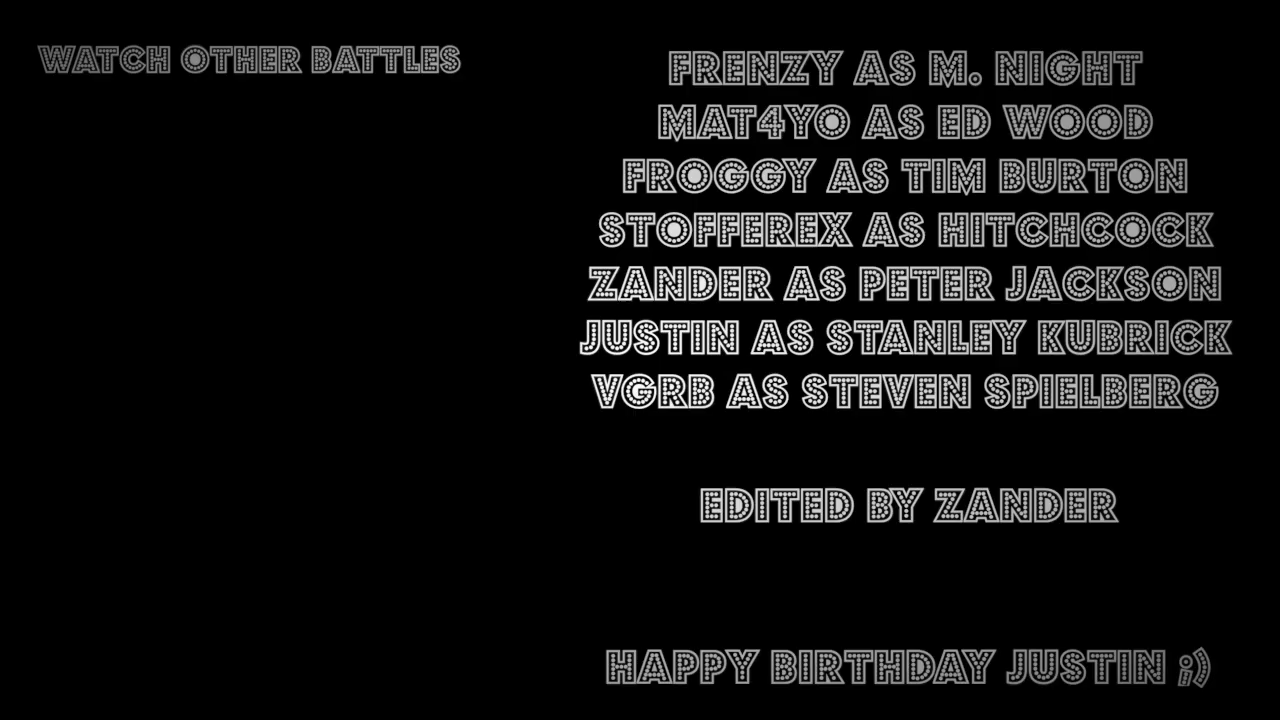 WATCH OTHER BATTLES
FRENZY AS M. NIGHT
MAT4YO AS ED WOOD
FROGGY AS TIM BURTON
STOFFEREX AS HITCHCOCK
ZANDER AS PETER JACKSON
JUSTIN AS STANLEY KUBRICK
VGRB AS STEVEN SPIELBERG
EDITED BY ZANDER
HAPPY BIRTHDAY JUSTIN ;)